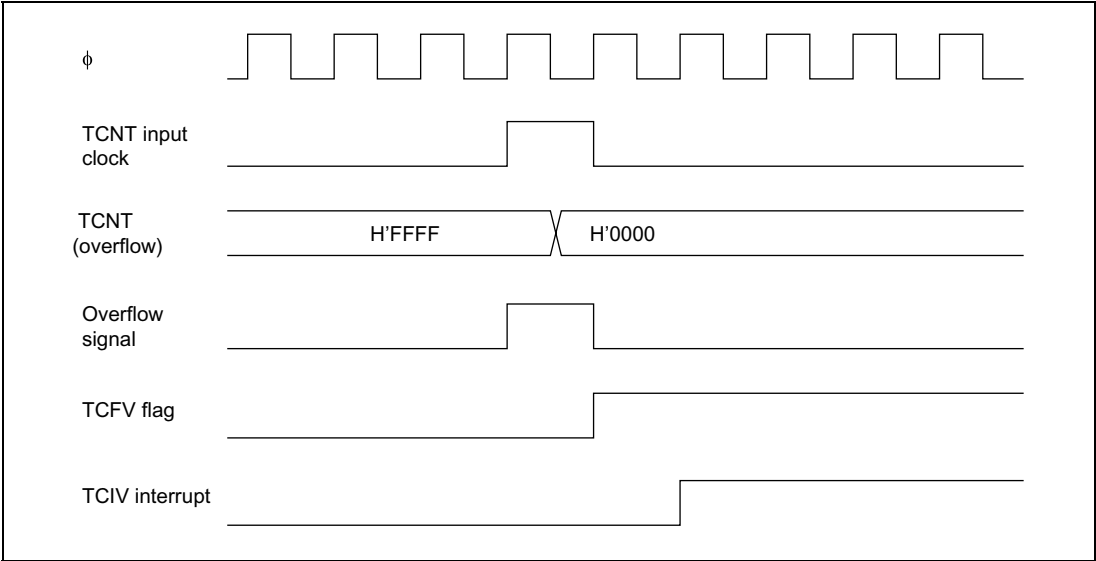 ϕ
TCNT input
clock
TCNT
(overflow)
H'FFFF
H'0000
Overflow
signal
TCFV flag
TCIV interrupt